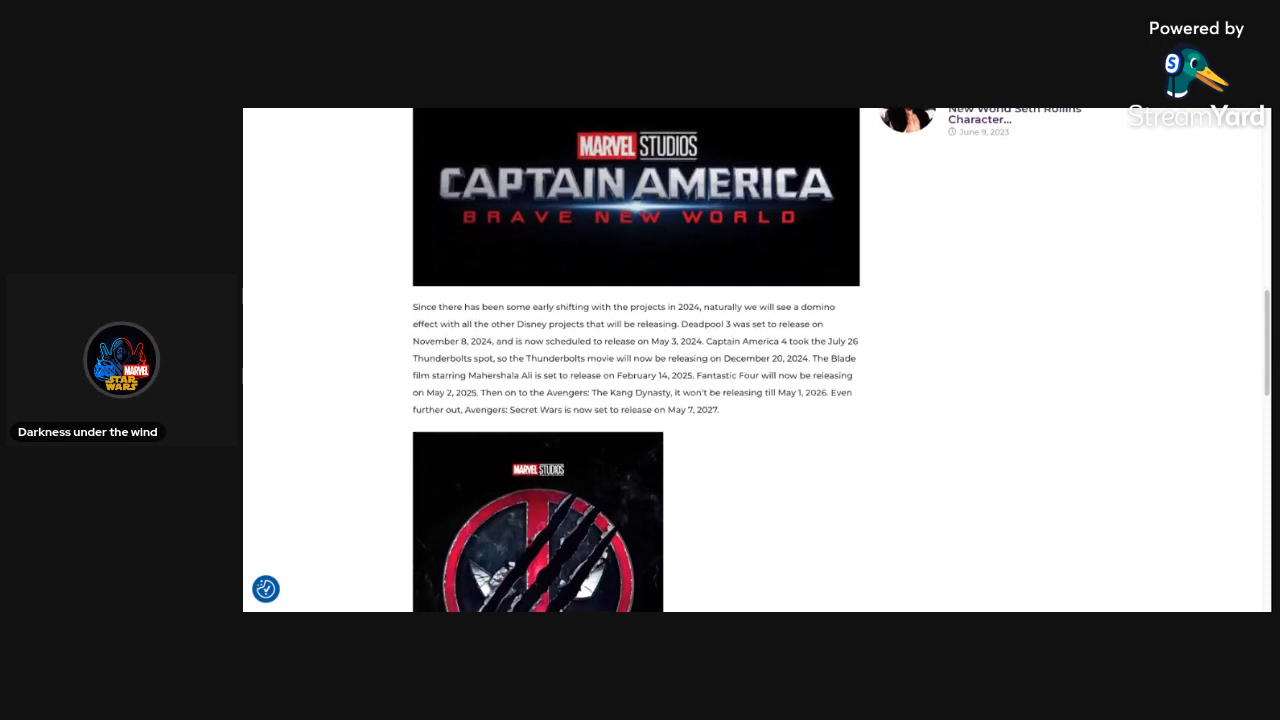 Powered by
StreamYard
New World Seth Rollins
Character...
June 9, 2023
MARVEL STUDIOS
CAPTAIN AMERICA
BRAVE NEW WORLD
Since there has been some early shifting with the projects in 2024, naturally we will see a domino
effect with all the other Disney projects that will be releasing. Deadpool 3 was set to release on
November 8, 2024, and is now scheduled to release on May 3, 2024. Captain America 4 took the July 26
Thunderbolts spot, so the Thunderbolts movie will now be releasing on December 20, 2024. The Blade
film starring Mahershala Ali is set to release on February 14, 2025. Fantastic Four will now be releasing
on May 2, 2025. Then on to the Avengers: The Kang Dynasty, it won't be releasing till May 1, 2026. Even
further out, Avengers: Secret Wars is now set to release on May 7, 2027.
MARVEL STUDIOS
MARVEL
STAR
WARS
Darkness under the wind